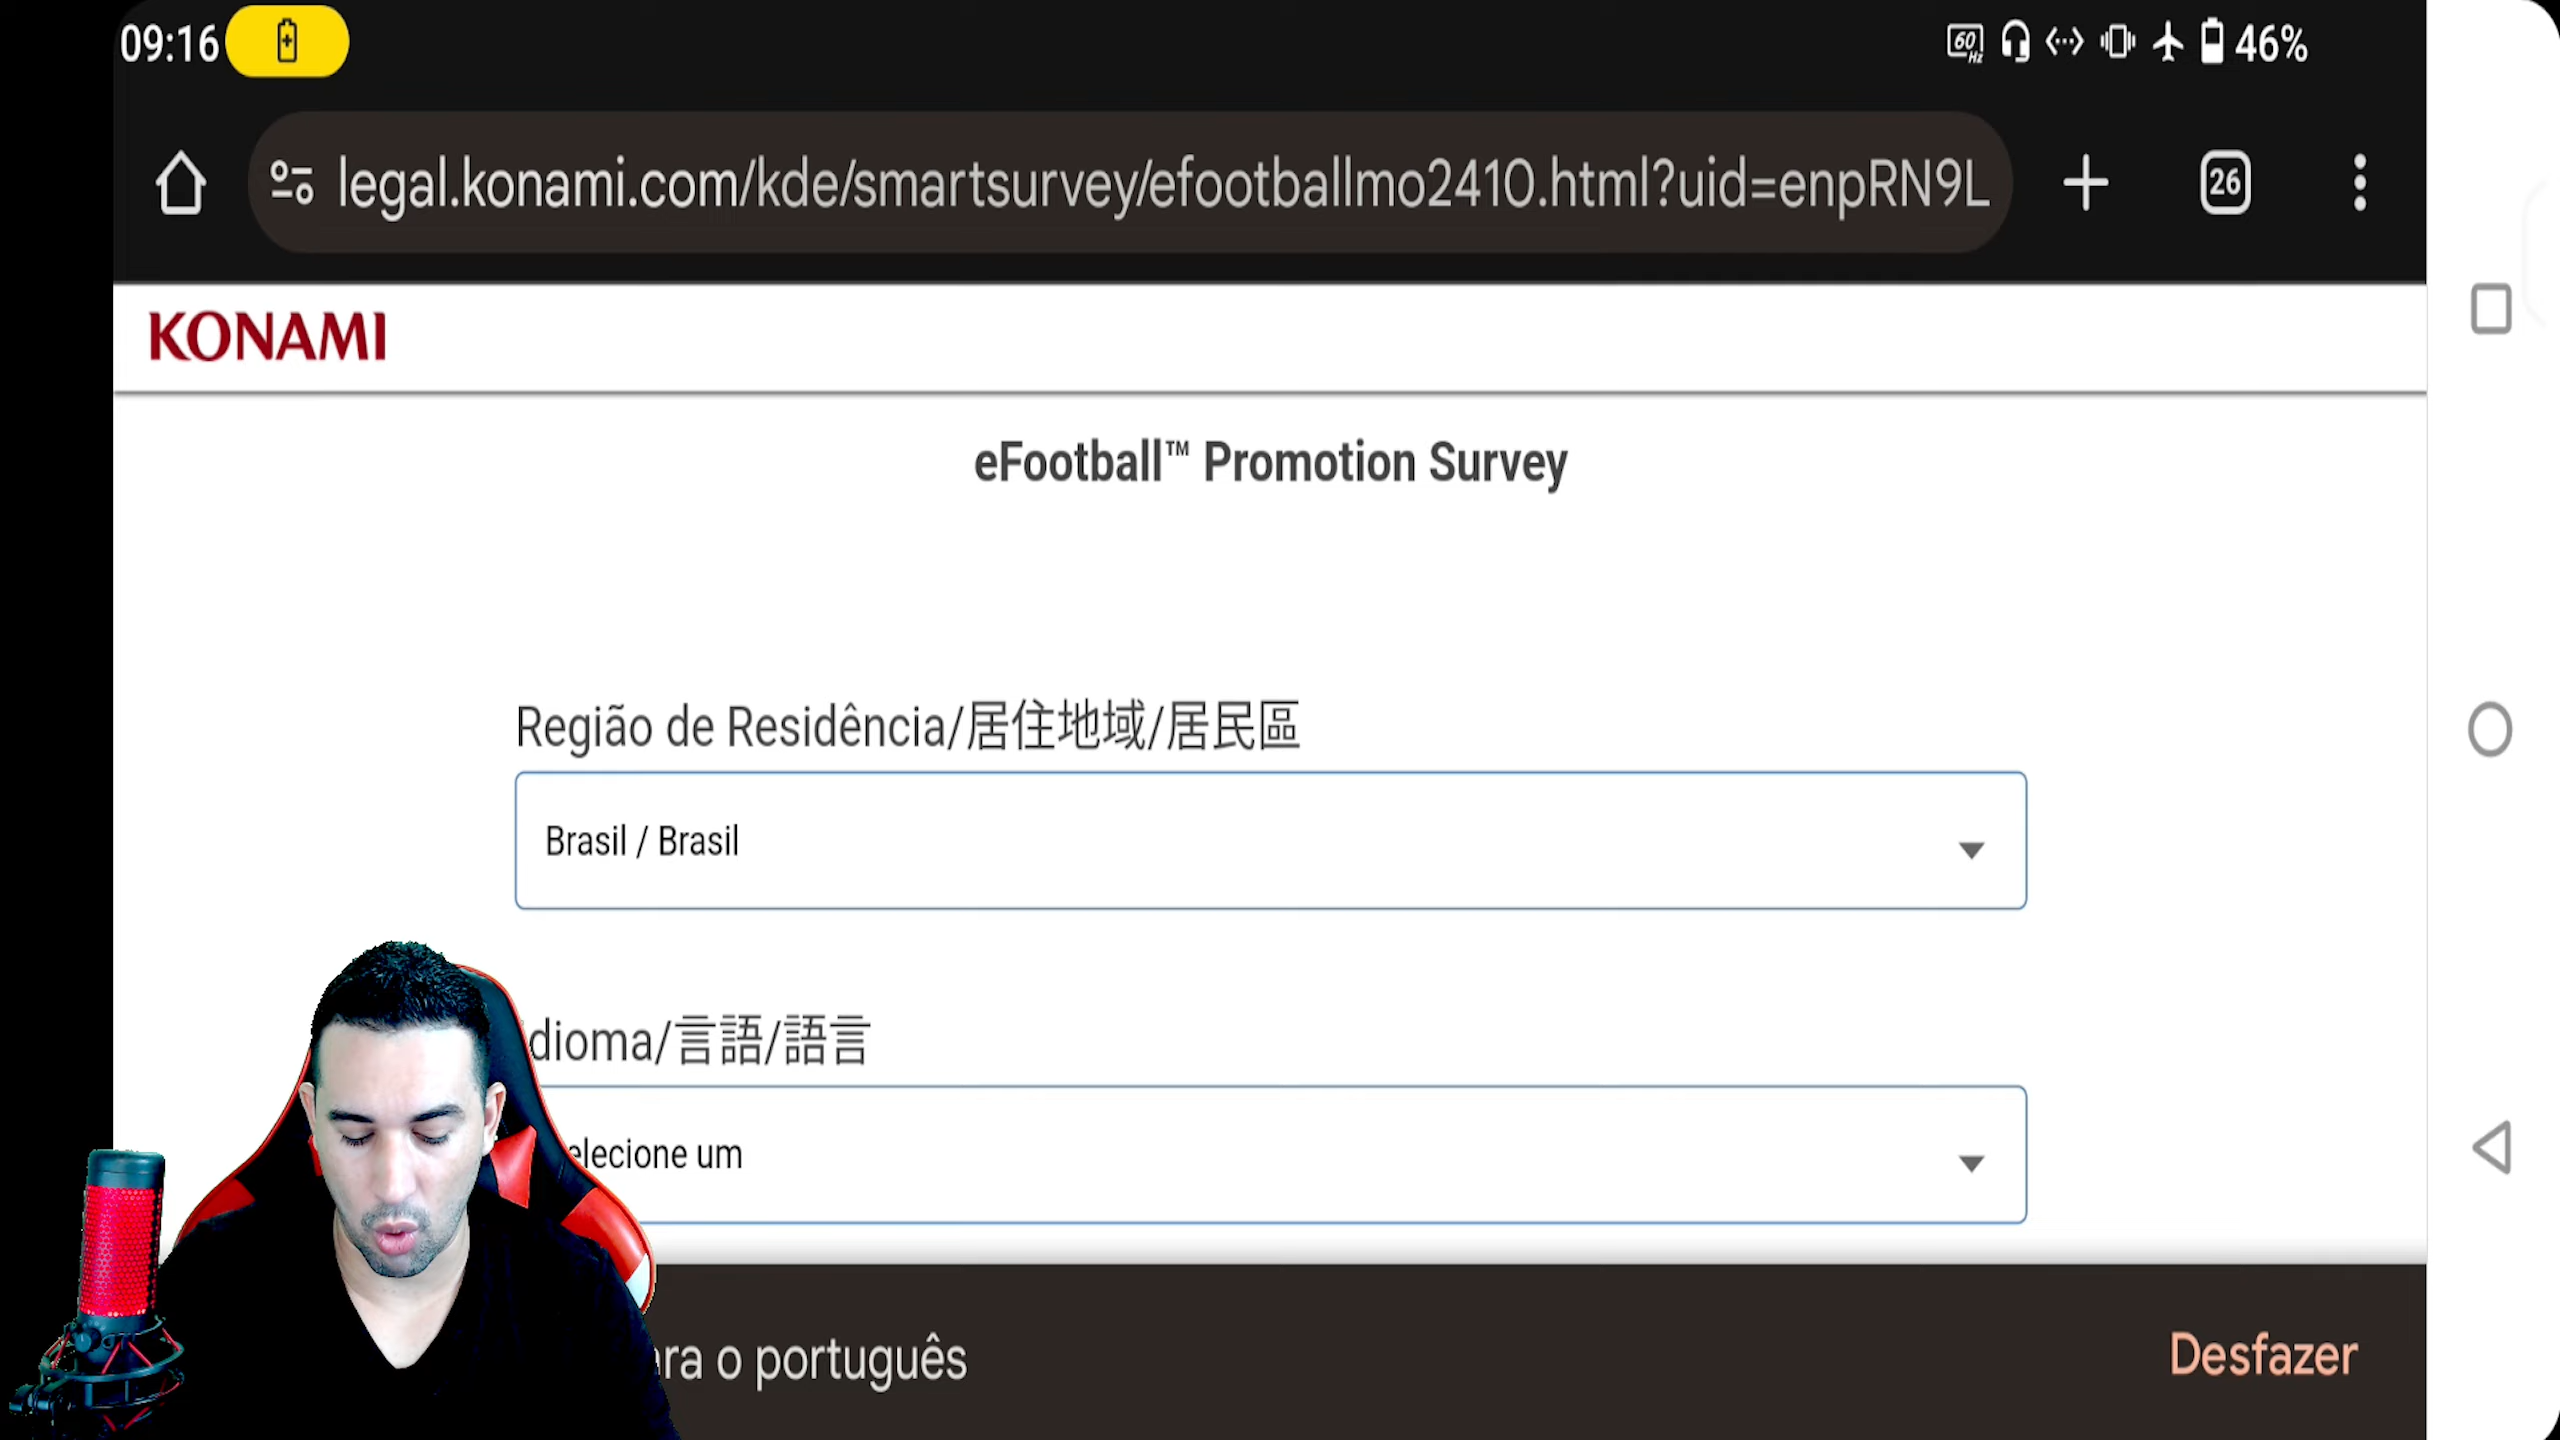 09:16
60Hz
46%
legal.konami.com/kde/smartsurvey/efootballmo2410.html?uid=enpRN9L
26
KONAMI
eFootball™ Promotion Survey
Região de Residência/居住地域/居民區
Brasil / Brasil
dioma/言語/語言
elecione um
ra o português
Desfazer